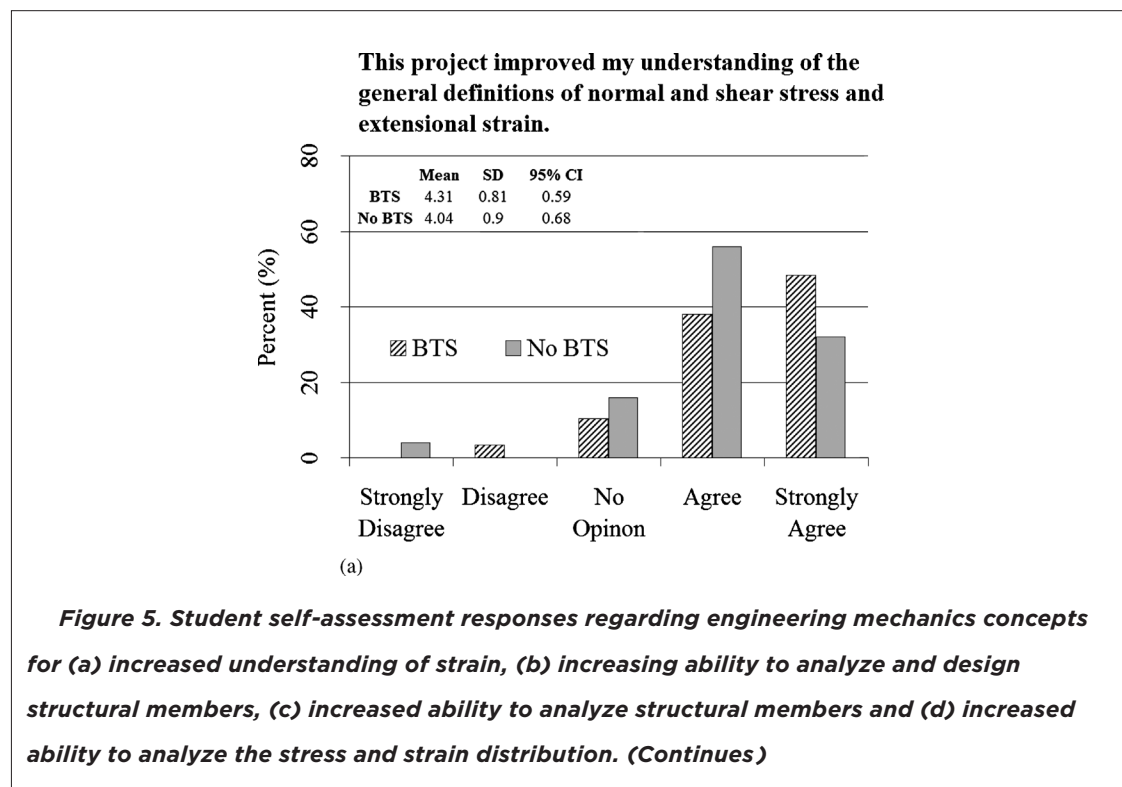 This project improved my understanding of the
general definitions of normal and shear stress and
extensional strain.
80
Mean SD 95% CI
BTS 4.31 0.81 0.59
No BTS 4.04 0.9 0.68
60
Percent (%)
40
BTS No BTS
20
0
Strongly Disagree No Agree Strongly
Disagree Opinon Agree
(a)
Figure 5. Student self-assessment responses regarding engineering mechanics concepts
for (a) increased understanding of strain, (b) increasing ability to analyze and design
structural members, (c) increased ability to analyze structural members and (d) increased
ability to analyze the stress and strain distribution. (Continues)